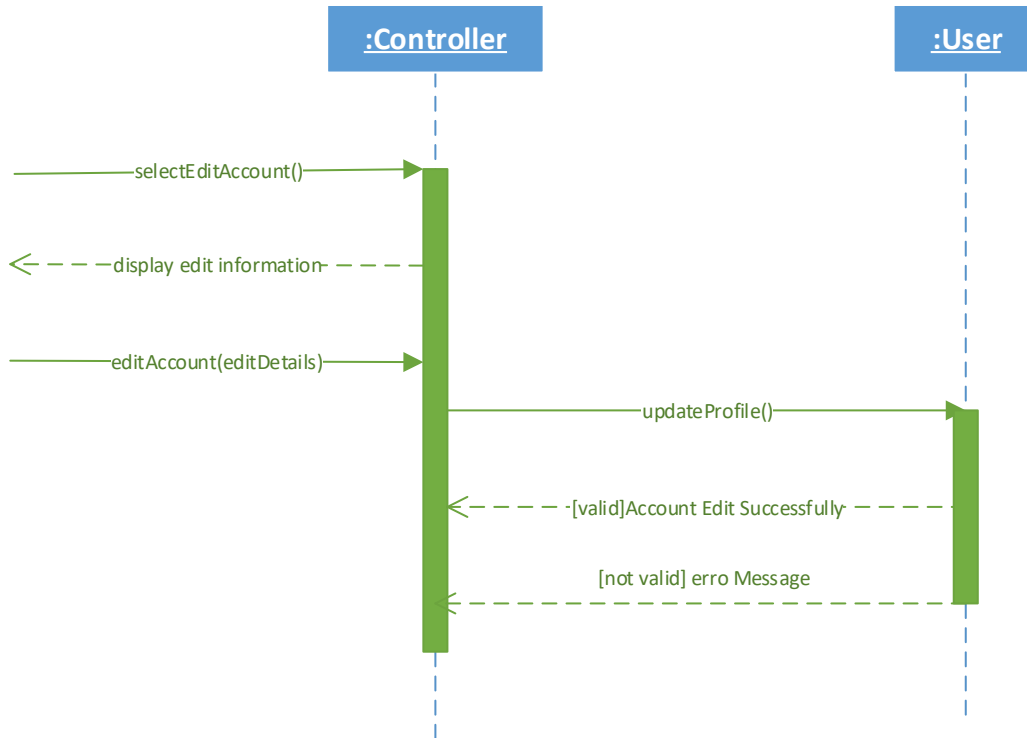 :Controller
:User
selectEditAccount()
display edit information
editAccount(editDetails)
updateProfile()
[valid]Account Edit Successfully
[not valid] erro Message